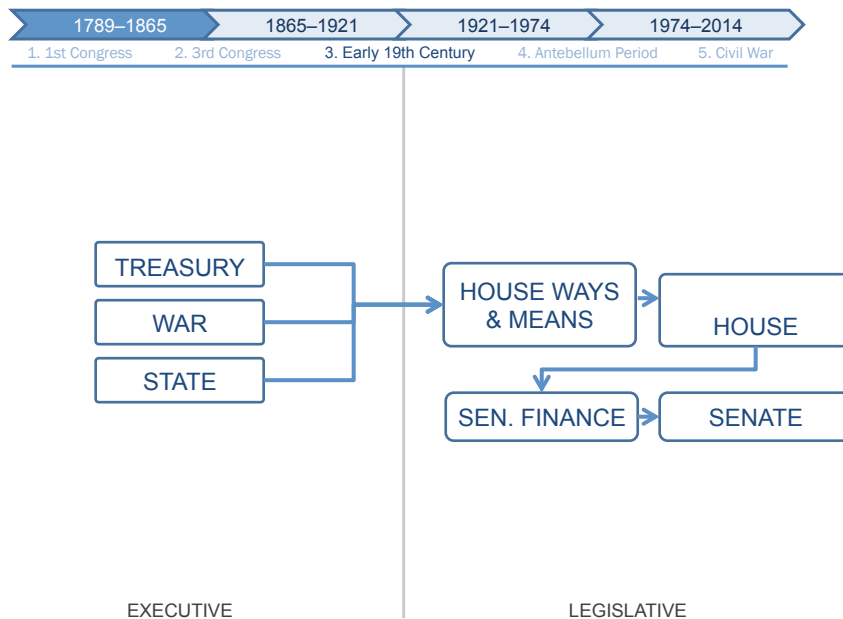 1789–1865 1865–1921 1921–1974 1974–2014
1. 1st Congress 2. 3rd Congress 3. Early 19th Century 4. Antebellum Period 5. Civil War
TREASURY
WAR
STATE
HOUSE WAYS
& MEANS
HOUSE
SEN. FINANCE
SENATE
EXECUTIVE
LEGISLATIVE